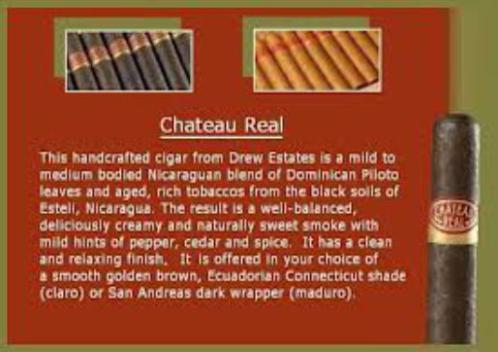 Chateau Real
This handcrafted cigar from Drew Estates is a mild to
medium bodied Nicaraguan blend of Dominican Piloto
leaves and aged, rich tobaccos from the black soils of
Esteli, Nicaragua. The result is a well-balanced,
deliciously creamy and naturally sweet smoke with
mild hints of pepper, cedar and spice. It has a clean
and relaxing finish. It is offered in your choice of
a smooth golden brown, Ecuadorian Connecticut shade
(claro) or San Andreas dark wrapper (maduro).
CHATEAU
REAL